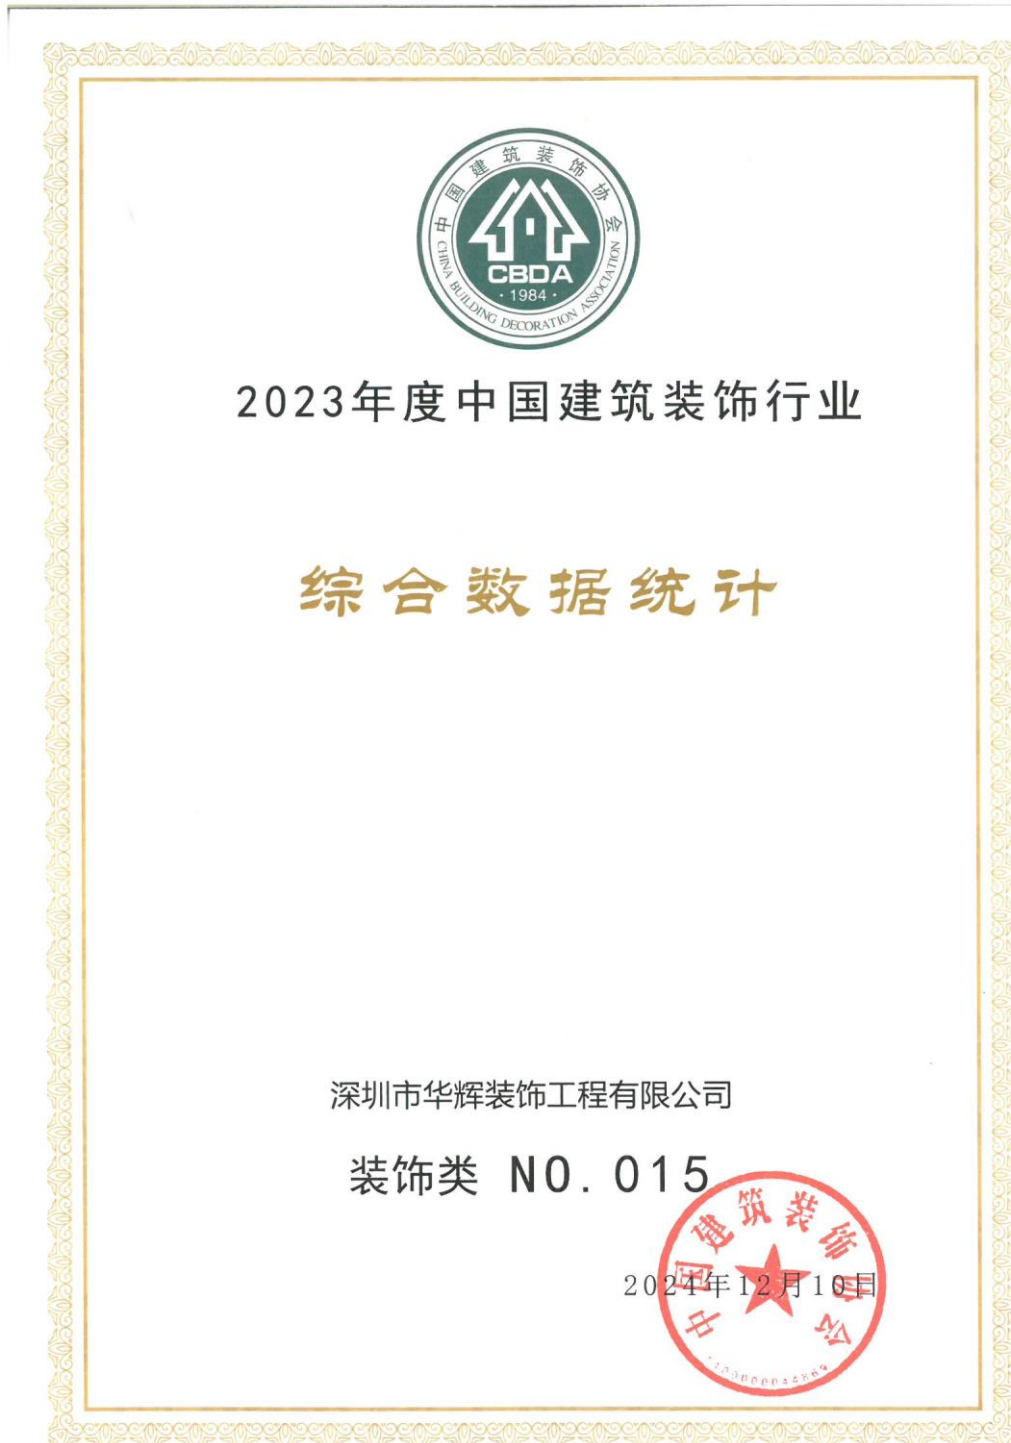 中国建筑装饰协会
CBDA
·1984·
CHINA BUILDING DECORATION ASSOCIATION
2023年度中国建筑装饰行业
综合数据统计
深圳市华辉装饰工程有限公司
装饰类 NO. 015
2024年12月10日
中国建筑装饰协会